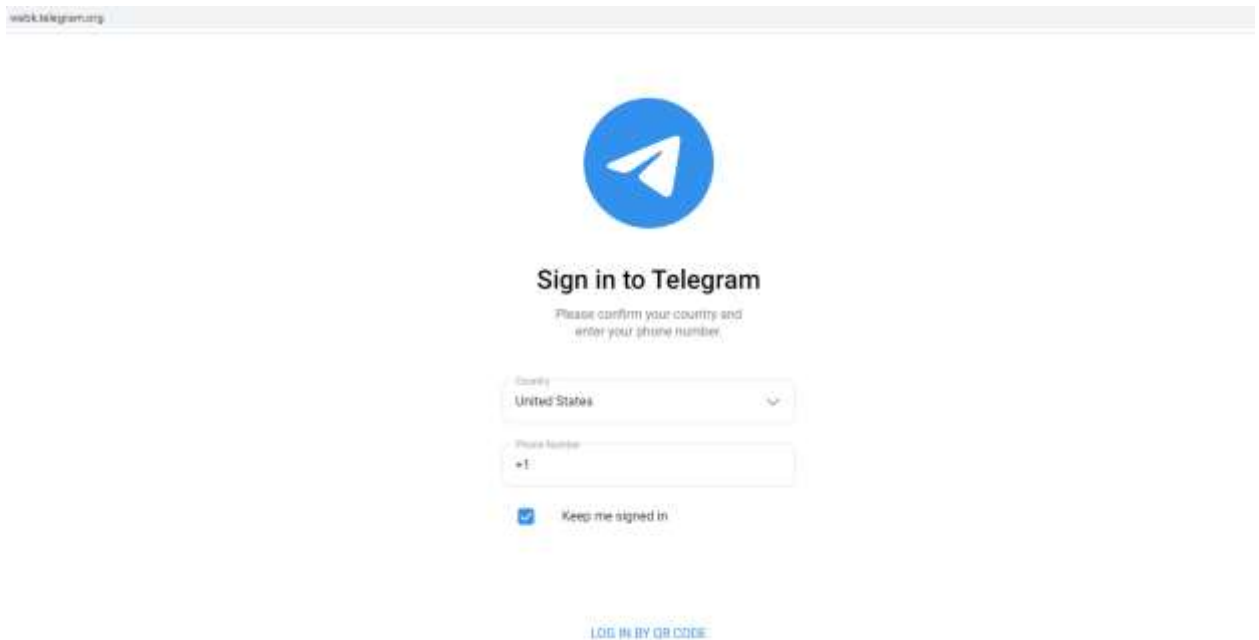 webk.telegram.org
Sign in to Telegram
Please confirm your country and
enter your phone number.
Country
United States
Phone Number
+1
Keep me signed in
LOG IN BY QR CODE